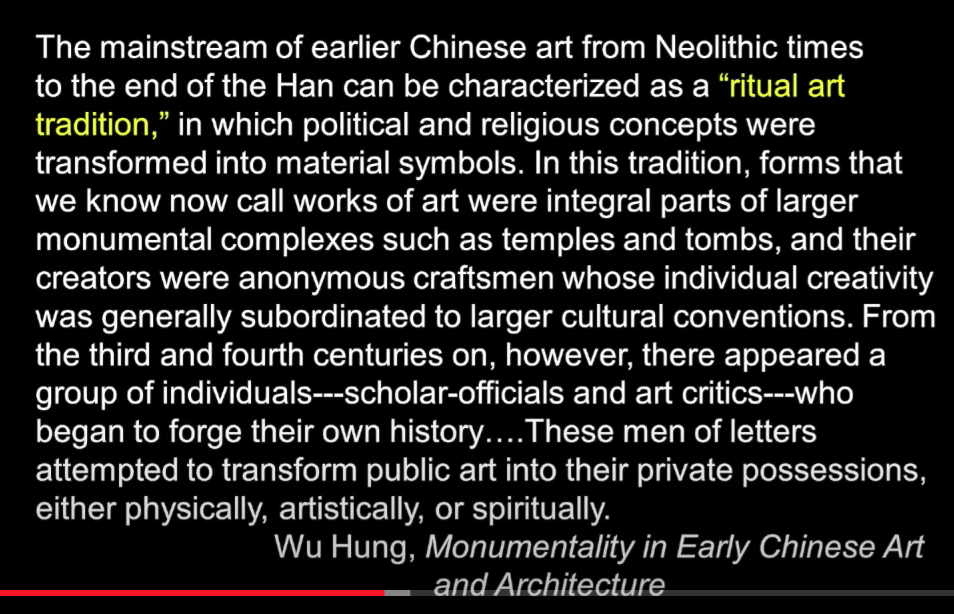 The mainstream of earlier Chinese art from Neolithic times
to the end of the Han can be characterized as a “ritual art
tradition,” in which political and religious concepts were
transformed into material symbols. In this tradition, forms that
we know now call works of art were integral parts of larger
monumental complexes such as temples and tombs, and their
creators were anonymous craftsmen whose individual creativity
was generally subordinated to larger cultural conventions. From
the third and fourth centuries on, however, there appeared a
group of individuals---scholar-officials and art critics---who
began to forge their own history….These men of letters
attempted to transform public art into their private possessions,
either physically, artistically, or spiritually.
Wu Hung, Monumentality in Early Chinese Art
and Architecture